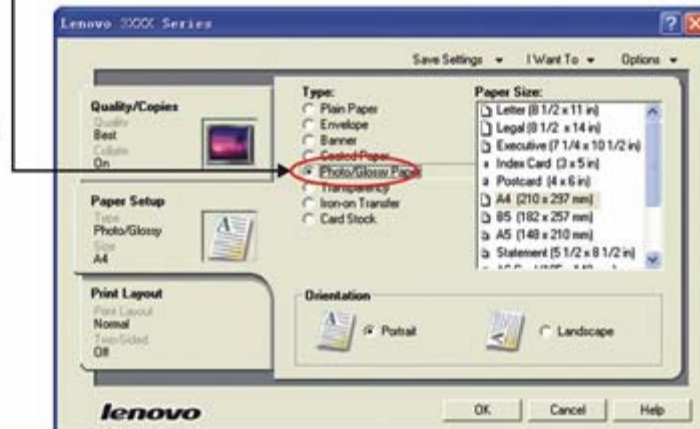 Lenovo 3XXX Series
Save Settings I Want To Options
Quality/Copies
Quality
Best
Collate
On
Paper Setup
Type
Photo/Glossy
Size
A4
Print Layout
Print Layout
Normal
Two-Sided
Off
Type:
Plain Paper
Envelope
Banner
Coated Paper
Photo/Glossy Paper
Transparency
Iron-on Transfer
Card Stock
Paper Size:
Letter (8 1/2 x 11 in)
Legal (8 1/2 x 14 in)
Executive (7 1/4 x 10 1/2 in)
Index Card (3 x 5 in)
Postcard (4 x 6 in)
A4 (210 x 297 mm)
B5 (182 x 257 mm)
A5 (148 x 210 mm)
Statement (5 1/2 x 8 1/2 in)
Orientation
Portrait
Landscape
lenovo
OK Cancel Help